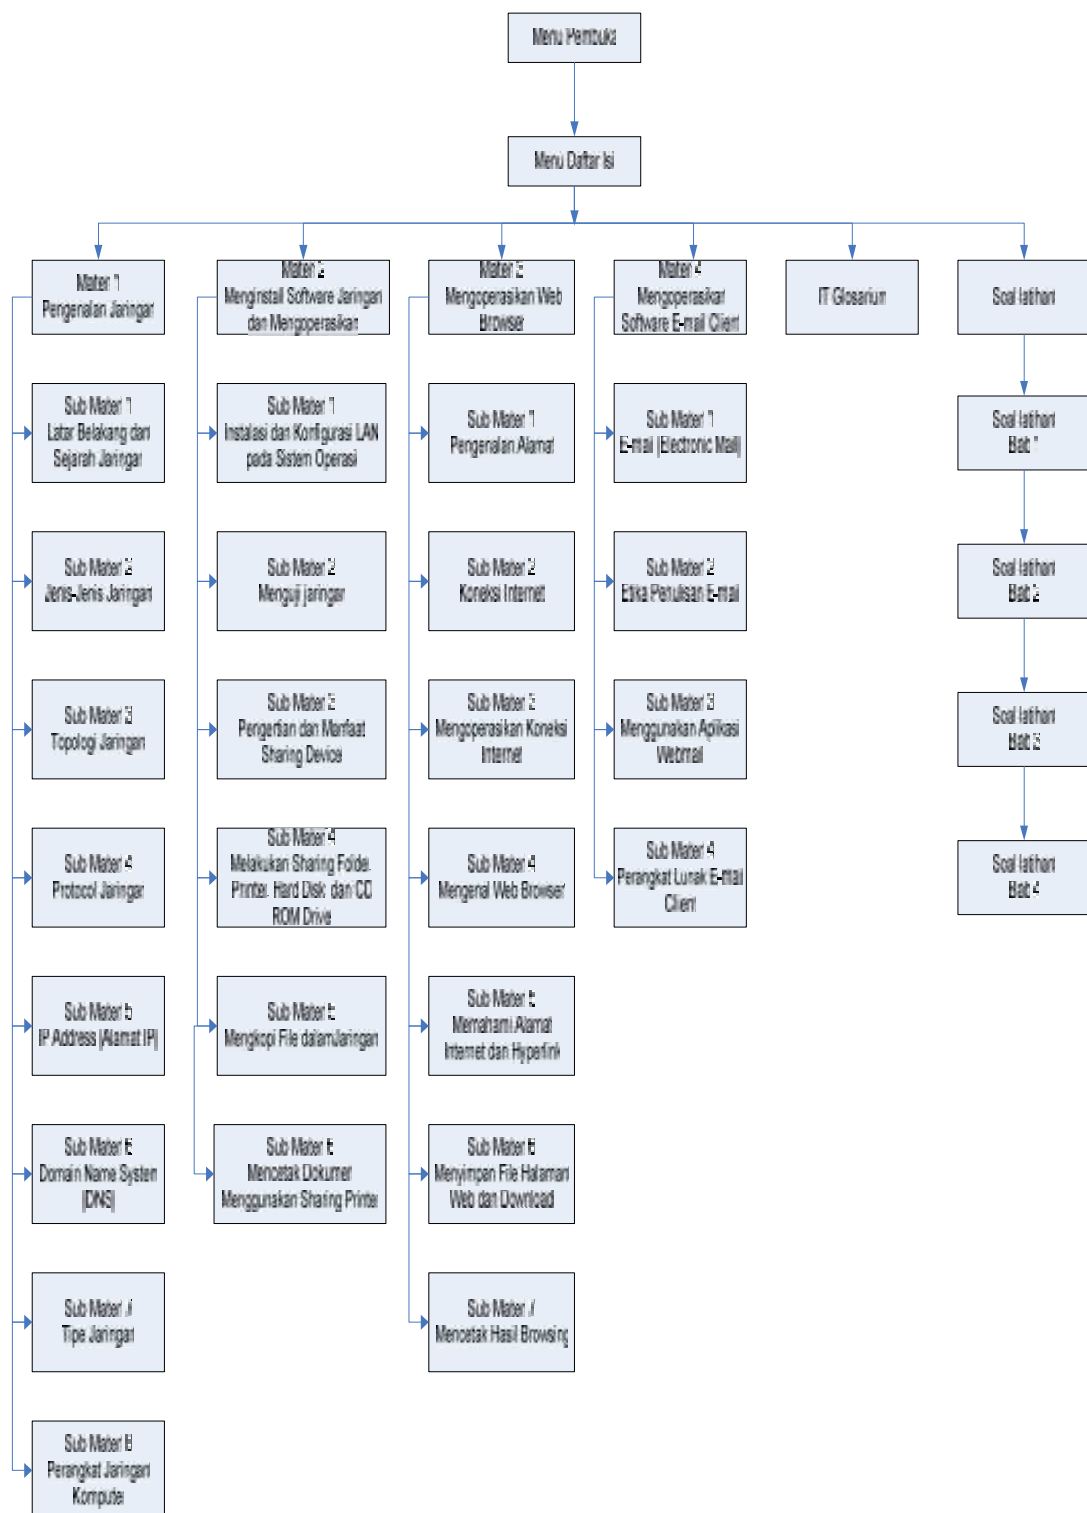 Menu Pembuka
Menu Daftar Isi
Materi 1
Pengenalan Jaringan
Materi 2
Menginstall Software Jaringan
dan Mengoperasikan
Materi 3
Mengoperasikan Web
Browser
Materi 4
Mengoperasikan
Software E-mail Client
IT Glosarium
Soal latihan
Sub Materi 1
Latar Belakang dan
Sejarah Jaringan
Sub Materi 1
Instalasi dan Konfigurasi LAN
pada Sistem Operasi
Sub Materi 1
Pengenalan Alamat
Sub Materi 1
E-mail (Electronic Mail)
Soal latihan
Bab 1
Sub Materi 2
Jenis-Jenis Jaringan
Sub Materi 2
Menguji jaringan
Sub Materi 2
Koneksi Internet
Sub Materi 2
Etika Penulisan E-mail
Soal latihan
Bab 2
Sub Materi 3
Topologi Jaringan
Sub Materi 3
Pengertian dan Manfaat
Sharing Device
Sub Materi 3
Mengoperasikan Koneksi
Internet
Sub Materi 3
Menggunakan Aplikasi
Webmail
Soal latihan
Bab 3
Sub Materi 4
Protocol Jaringan
Sub Materi 4
Melakukan Sharing Folder,
Printer, Hard Disk, dan CD
ROM Drive
Sub Materi 4
Mengenal Web Browser
Sub Materi 4
Perangkat Lunak E-mail
Client
Soal latihan
Bab 4
Sub Materi 5
IP Address (Alamat IP)
Sub Materi 5
Mengkopi File dalamJaringan
Sub Materi 5
Memahami Alamat
Internet dan Hyperlink
Sub Materi 6
Domain Name System
(DNS)
Sub Materi 6
Mencetak Dokumen
Menggunakan Sharing Printer
Sub Materi 6
Menyimpan File Halaman
Web dan Download
Sub Materi 7
Tipe Jaringan
Sub Materi 7
Mencetak Hasil Browsing
Sub Materi 8
Perangkat Jaringan
Komputer